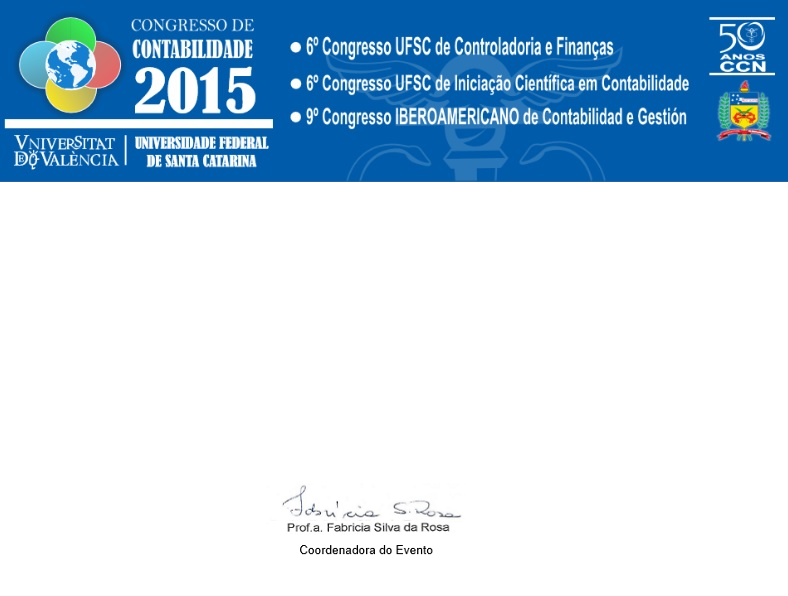 CONGRESSO DE
CONTABILIDADE
2015
VNIVERSITAT
DE VALÈNCIA
UNIVERSIDADE FEDERAL
DE SANTA CATARINA
● 6º Congresso UFSC de Controladoria e Finanças
● 6º Congresso UFSC de Iniciação Científica em Contabilidade
● 9º Congresso IBEROAMERICANO de Contabilidad e Gestión
50
ANOS
CCN
Fabrícia S. Rosa
Prof.a. Fabricia Silva da Rosa
Coordenadora do Evento